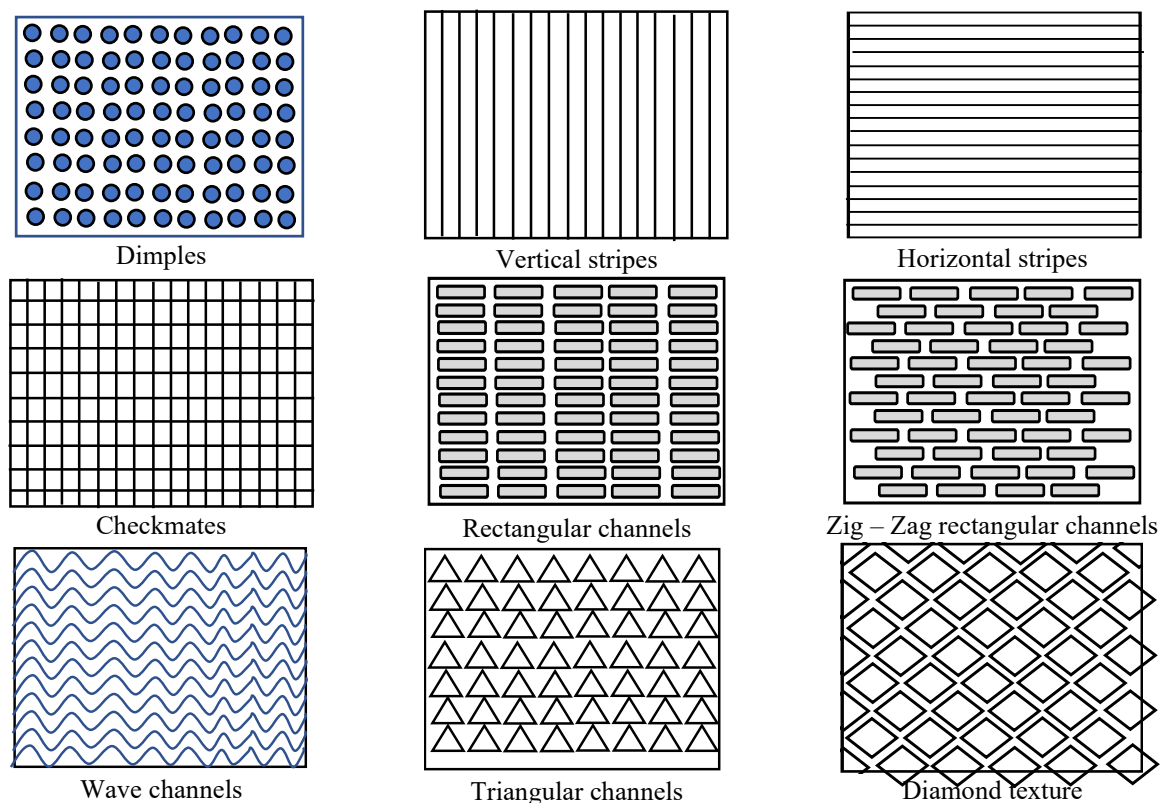 Dimples
Vertical stripes
Horizontal stripes
Checkmates
Rectangular channels
Zig – Zag rectangular channels
Wave channels
Triangular channels
Diamond texture